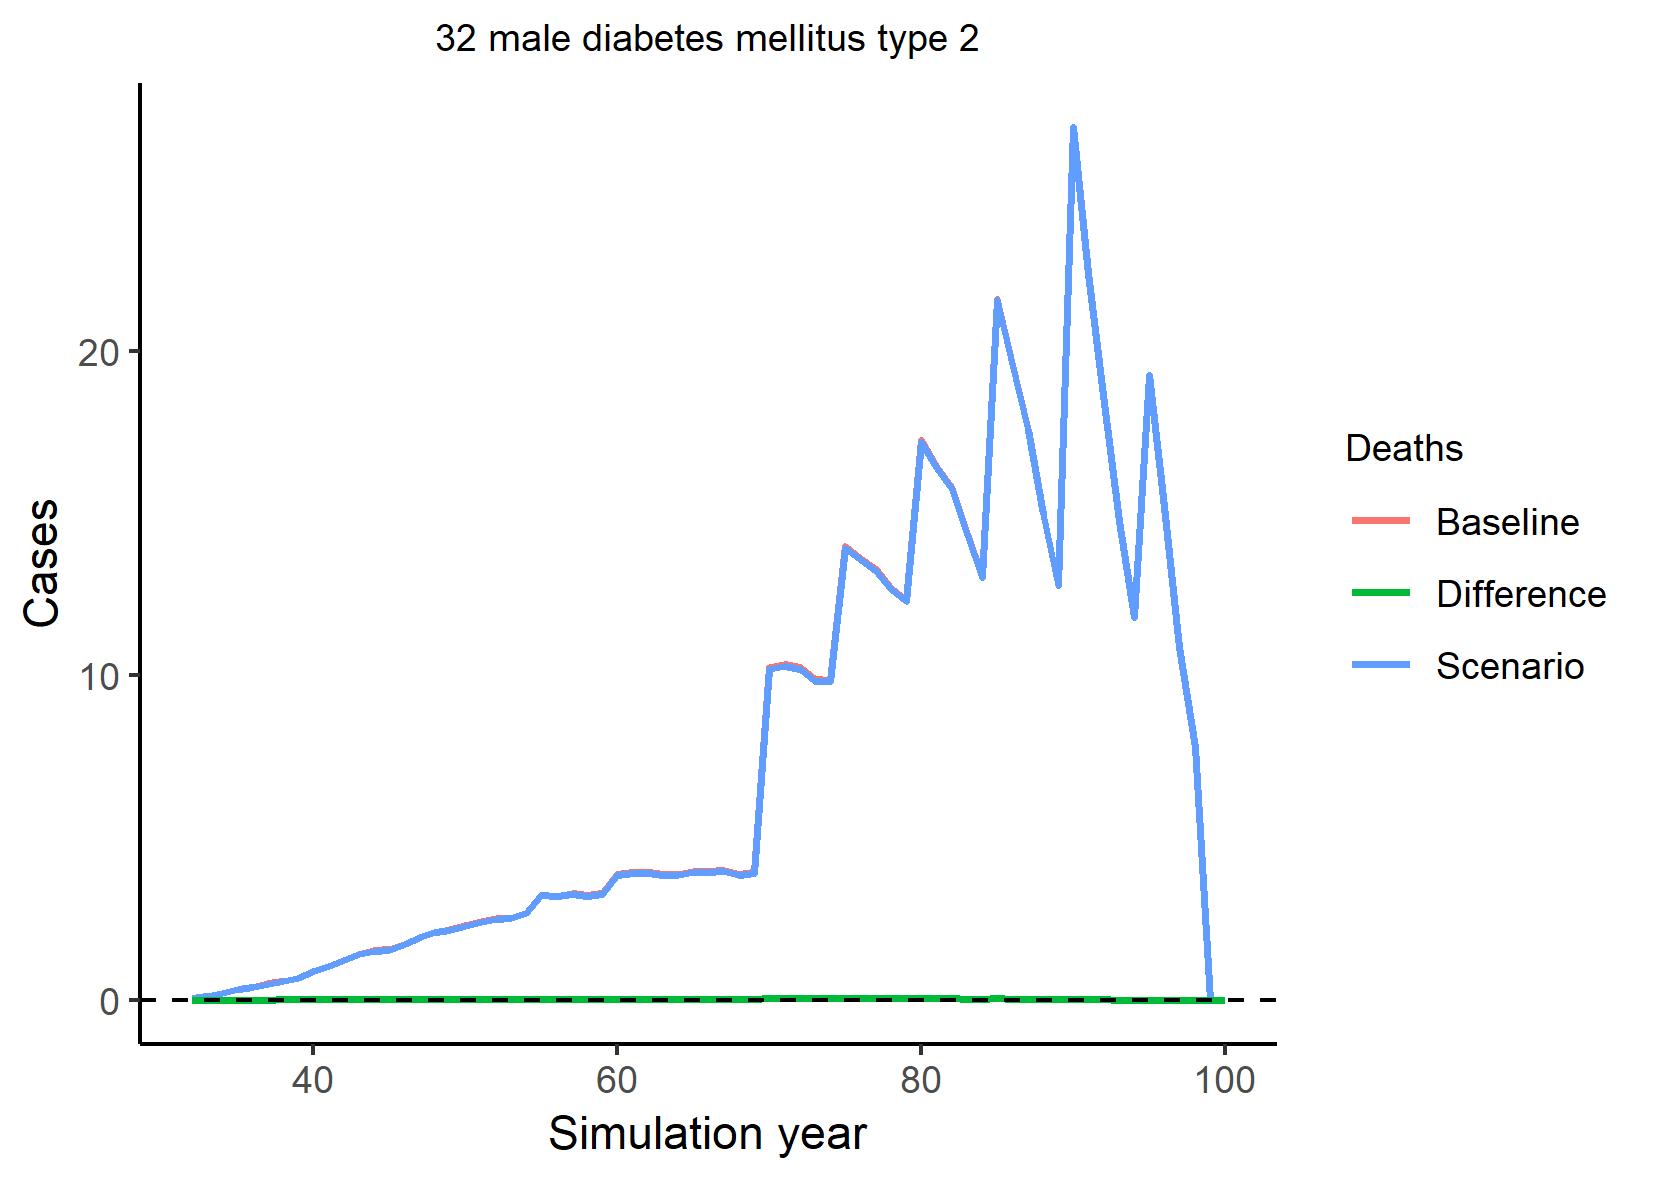 32 male diabetes mellitus type 2
Cases
20
10
0
40 60 80 100
Simulation year
Deaths
Baseline
Difference
Scenario